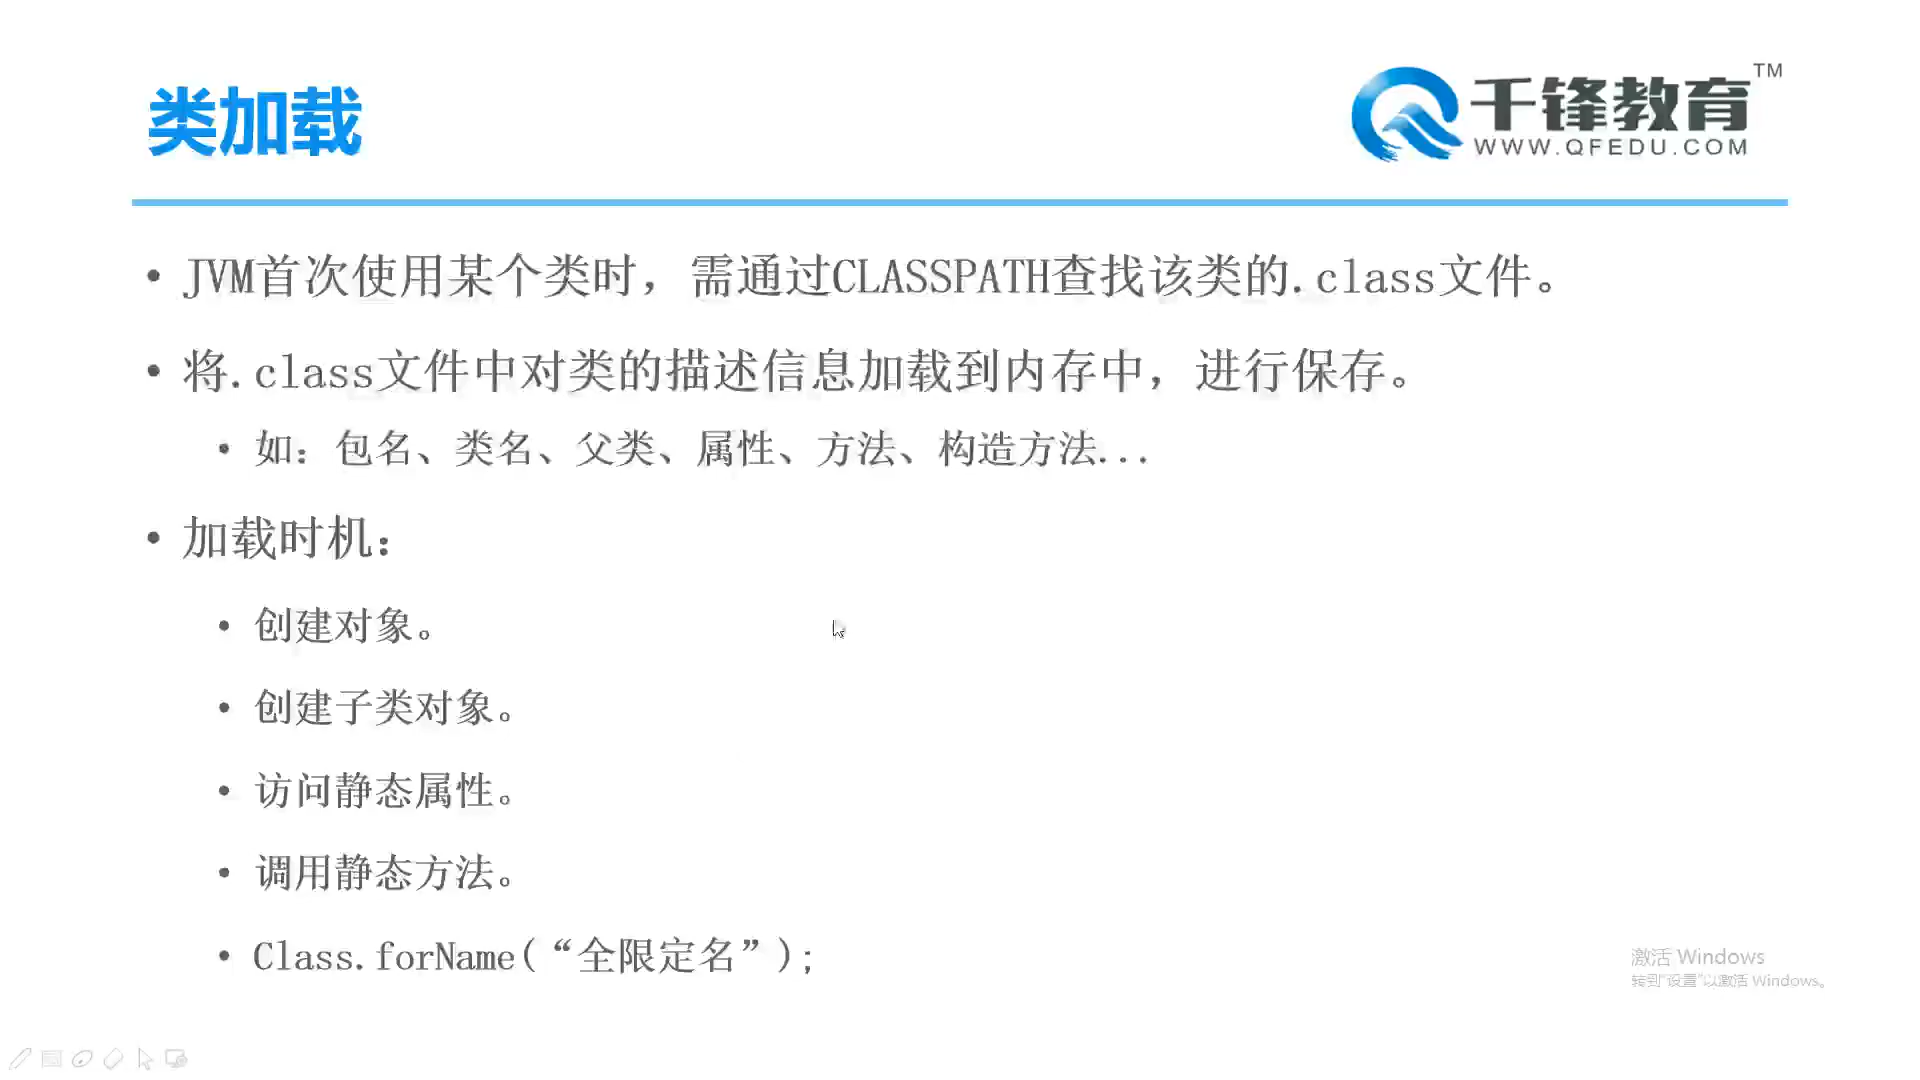 类加载
千锋教育TM
WWW.QFEDU.COM
• JVM首次使用某个类时，需通过CLASSPATH查找该类的.class文件。
• 将.class文件中对类的描述信息加载到内存中，进行保存。
• 如：包名、类名、父类、属性、方法、构造方法...
• 加载时机：
• 创建对象。
• 创建子类对象。
• 访问静态属性。
• 调用静态方法。
• Class.forName(“全限定名”);
激活 Windows
转到“设置”以激活 Windows。